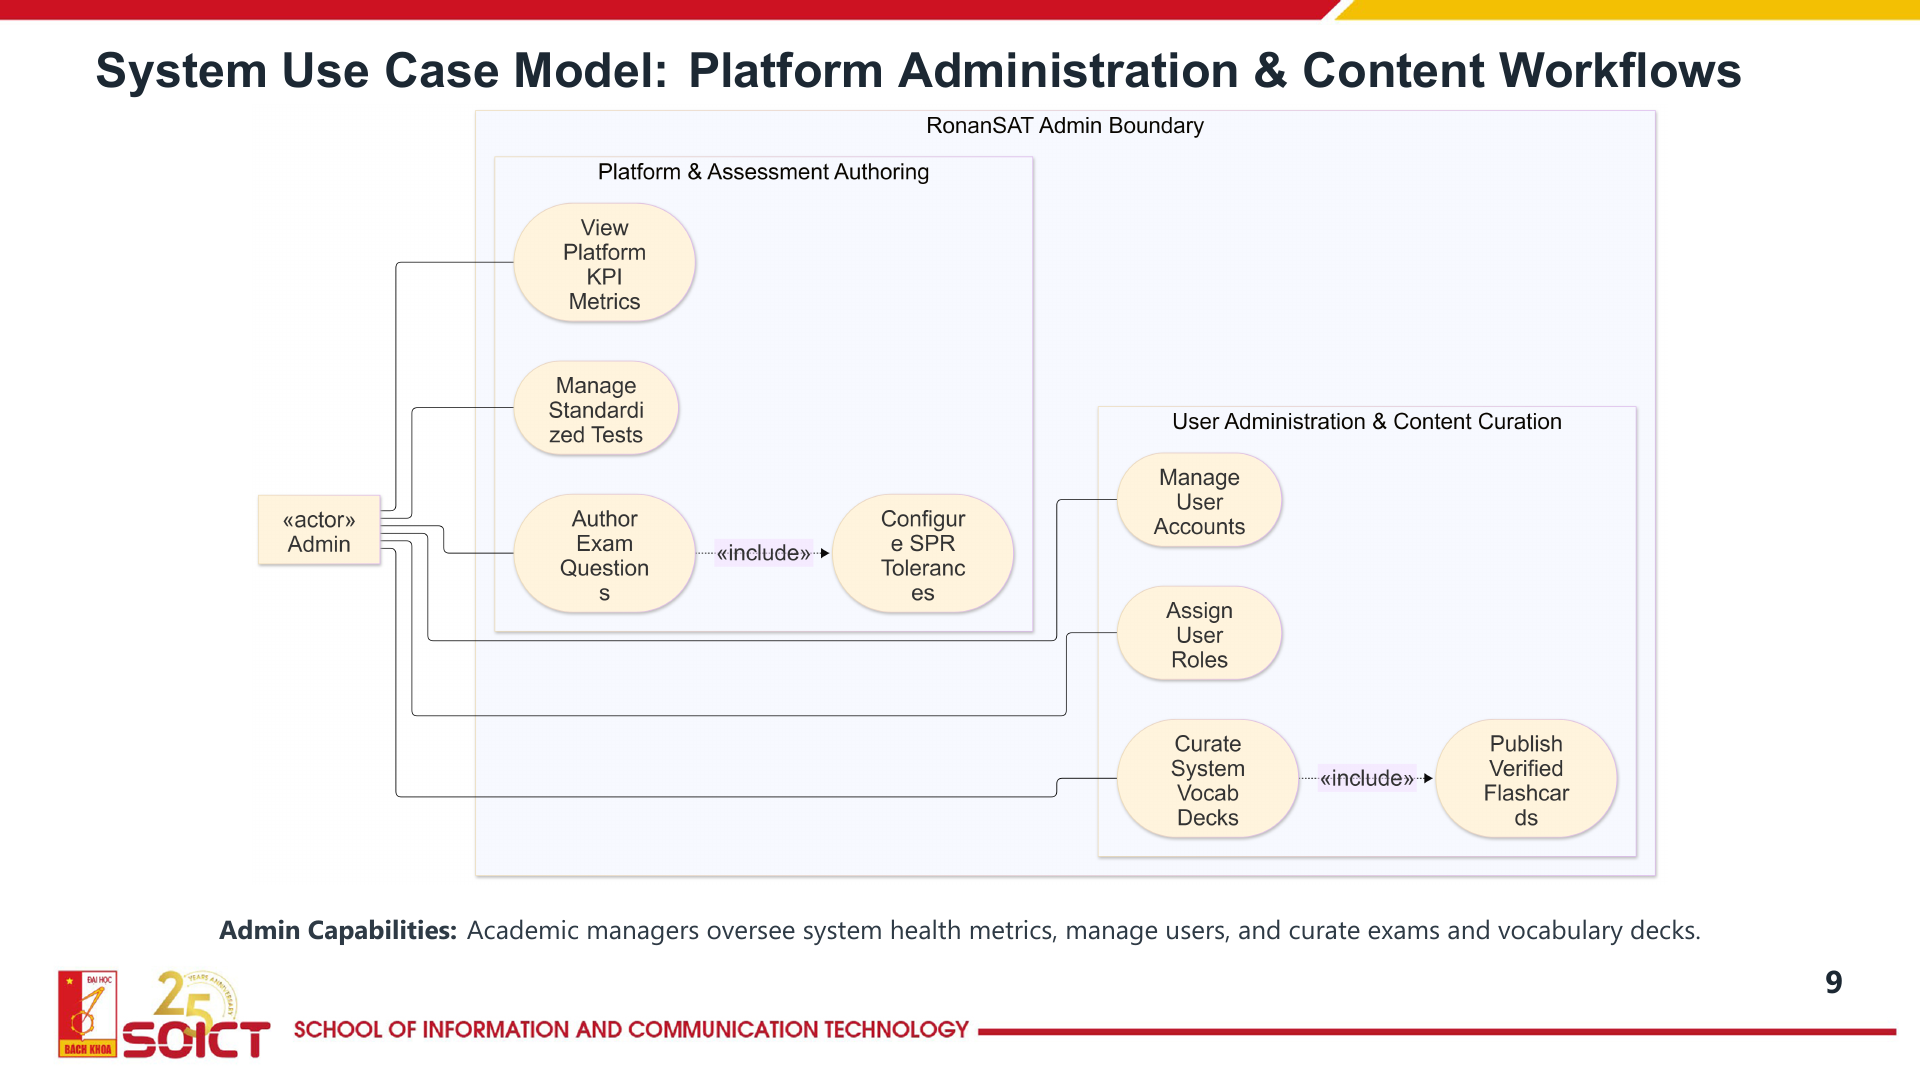 System Use Case Model: Platform Administration & Content Workflows
RonanSAT Admin Boundary
Platform & Assessment Authoring
View
Platform
KPI
Metrics
Manage
Standardi
zed Tests
«actor»
Admin
Author
Exam
Question
s
«include»
Configur
e SPR
Toleranc
es
User Administration & Content Curation
Manage
User
Accounts
Assign
User
Roles
Curate
System
Vocab
Decks
«include»
Publish
Verified
Flashcar
ds
Admin Capabilities: Academic managers oversee system health metrics, manage users, and curate exams and vocabulary decks.
9
ĐẠI HỌC
BÁCH KHOA
25
YEARS ANNIVERSARY
SOICT
SCHOOL OF INFORMATION AND COMMUNICATION TECHNOLOGY